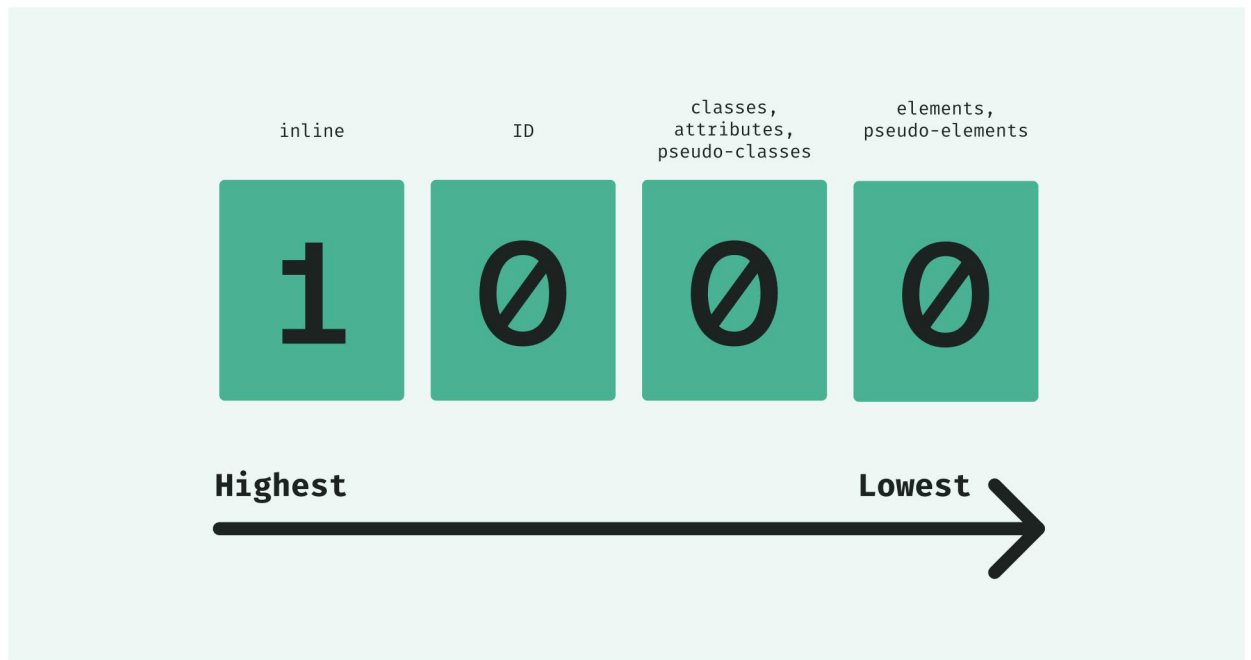 inline
ID
classes,
attributes,
pseudo-classes
elements,
pseudo-elements
1
0
0
0
Highest
Lowest